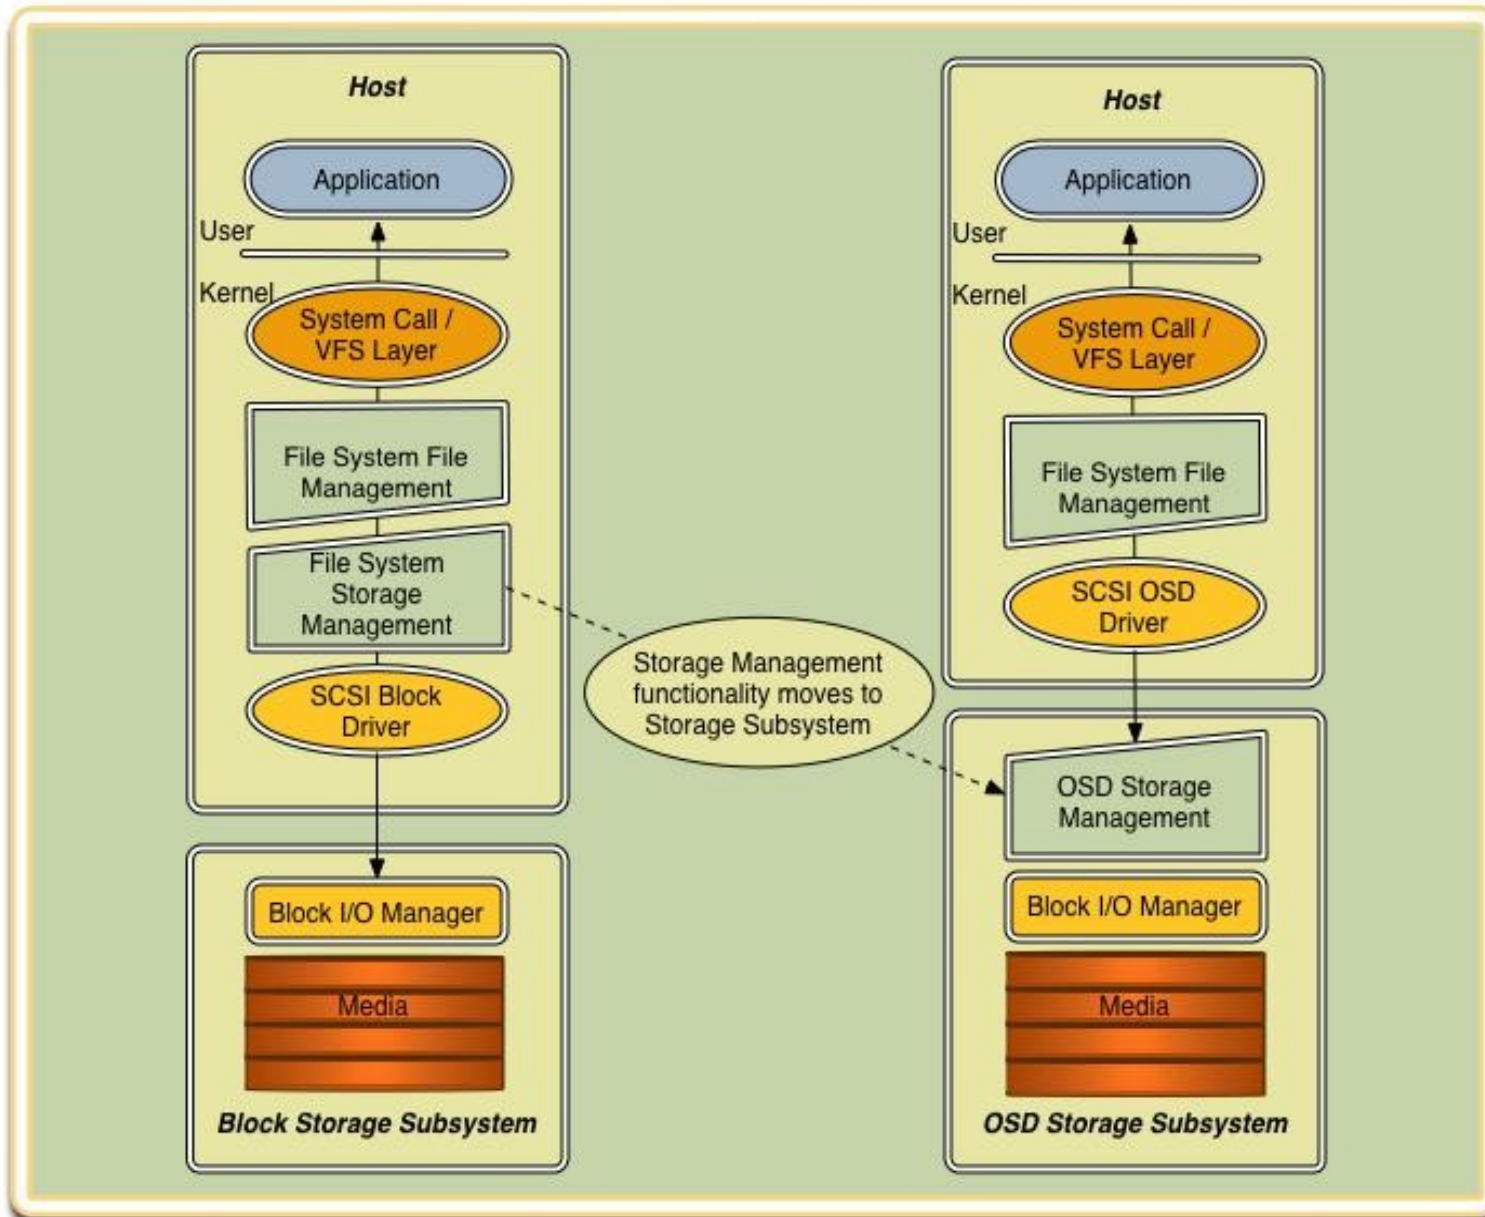 Host
Application
User
Kernel
System Call /
VFS Layer
File System File
Management
File System
Storage
Management
SCSI Block
Driver
Block I/O Manager
Media
Block Storage Subsystem
Storage Management
functionality moves to
Storage Subsystem
Host
Application
User
Kernel
System Call /
VFS Layer
File System File
Management
SCSI OSD
Driver
OSD Storage
Management
Block I/O Manager
Media
OSD Storage Subsystem